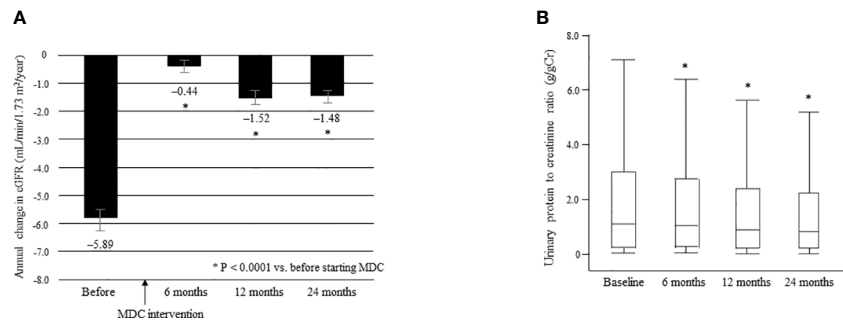 A
Annual change in eGFR (mL/min/1.73 m²/year)
0
-1.0
-2.0
-3.0
-4.0
-5.0
-6.0
-7.0
-8.0
−5.89
−0.44
*
−1.52
*
−1.48
*
* P < 0.0001 vs. before starting MDC
Before
6 months
12 months
24 months
MDC intervention
B
Urinary protein to creatinine ratio (g/gCr)
8.0
6.0
4.0
2.0
.0
*
*
*
Baseline
6 months
12 months
24 months